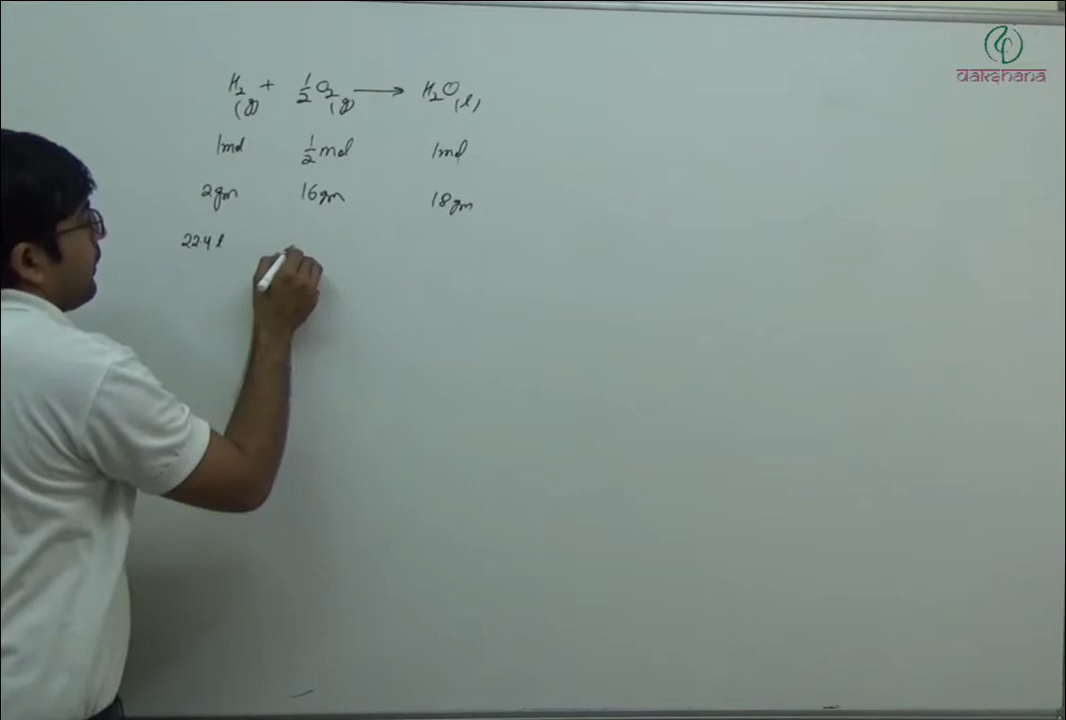 dakshana
H₂ + ½ O₂ → H₂O
(g) (g) (l)
1mol ½ mol 1mol
2gm 16gm 18gm
22.4 l